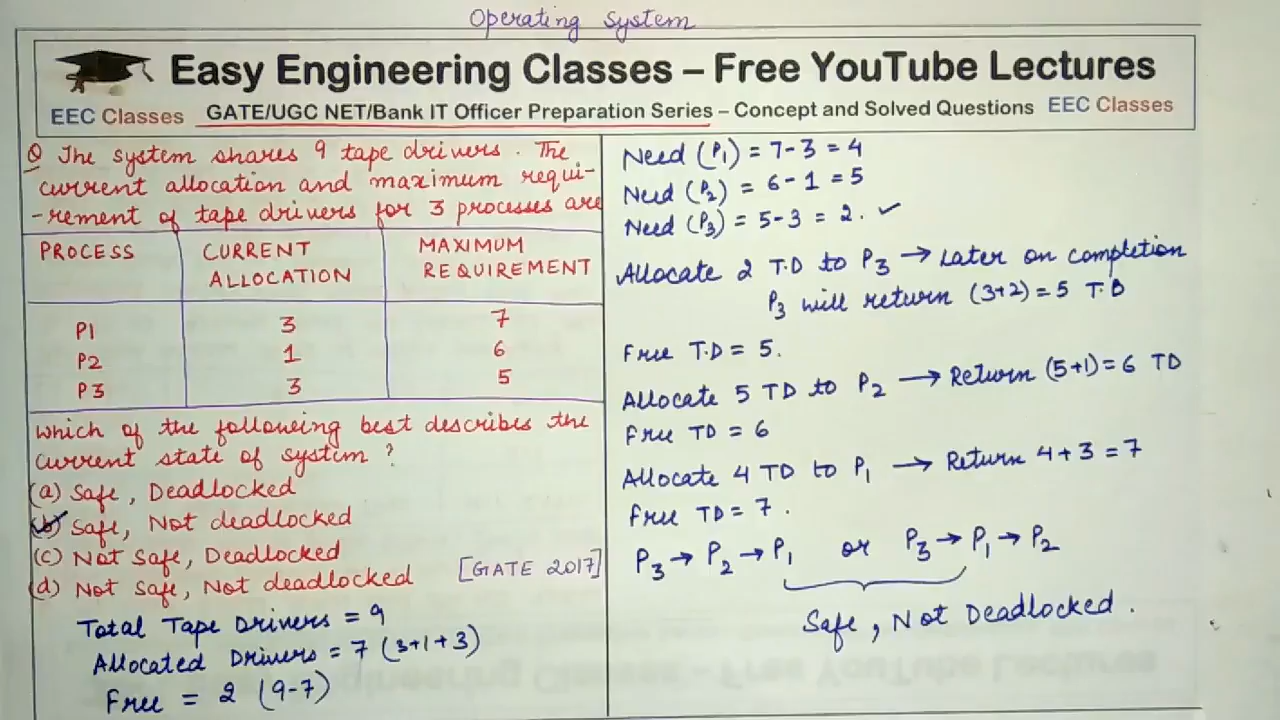 Operating System
Easy Engineering Classes – Free YouTube Lectures
EEC Classes GATE/UGC NET/Bank IT Officer Preparation Series – Concept and Solved Questions EEC Classes
Q The system shares 9 tape drivers. The
current allocation and maximum requi-
-rement of tape drivers for 3 processes are
PROCESS CURRENT ALLOCATION MAXIMUM REQUIREMENT
P1 3 7
P2 1 6
P3 3 5
Which of the following best describes the
current state of system ?
(a) Safe, Deadlocked
(b) Safe, Not deadlocked
(c) Not Safe, Deadlocked
(d) Not Safe, Not deadlocked [GATE 2017]
Total Tape Drivers = 9
Allocated Drivers = 7 (3+1+3)
Free = 2 (9-7)
Need (P1) = 7-3 = 4
Need (P2) = 6-1 = 5
Need (P3) = 5-3 = 2. ✓
Allocate 2 T.D to P3 → Later on completion
P3 will return (3+2) = 5 T.D
Free T.D = 5.
Allocate 5 TD to P2 → Return (5+1) = 6 TD
Free TD = 6
Allocate 4 TD to P1 → Return 4+3 = 7
Free TD = 7.
P3 → P2 → P1 or P3 → P1 → P2
Safe, Not Deadlocked.